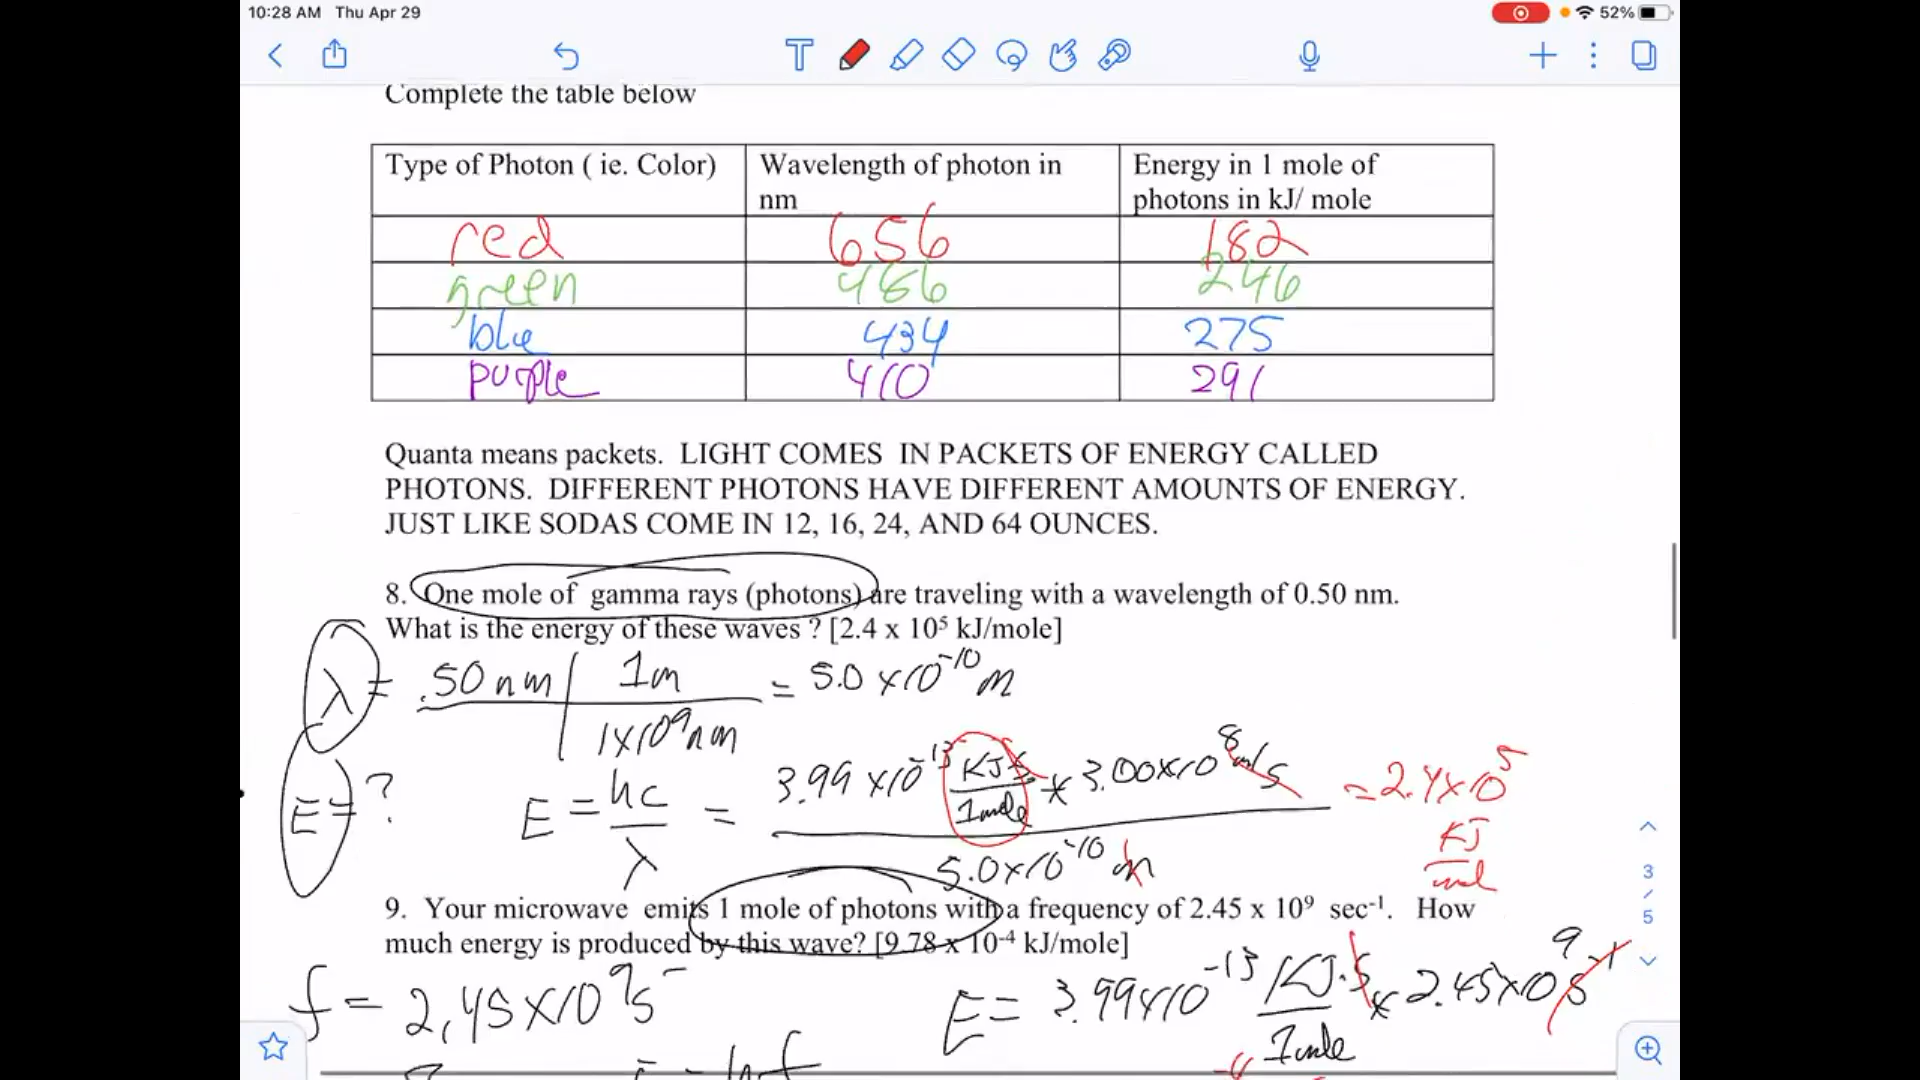 10:28 AM Thu Apr 29
52%
Complete the table below
Type of Photon ( ie. Color)
Wavelength of photon in
nm
Energy in 1 mole of
photons in kJ/ mole
red 656 182
green 486 246
blue 434 275
purple 410 291
Quanta means packets. LIGHT COMES IN PACKETS OF ENERGY CALLED
PHOTONS. DIFFERENT PHOTONS HAVE DIFFERENT AMOUNTS OF ENERGY.
JUST LIKE SODAS COME IN 12, 16, 24, AND 64 OUNCES.
8. One mole of gamma rays (photons) are traveling with a wavelength of 0.50 nm.
What is the energy of these waves ? [2.4 x 10⁵ kJ/mole]
λ = .50 nm | 1m = 5.0 x 10⁻¹⁰ m
1x10⁹ nm
3.99 x10⁻¹³ KJ·s * 3.00x10⁸ m/s
1mole
E = ? E = hc = = 2.4x10⁵
λ 5.0x10⁻¹⁰ m KJ
mol
3
/
5
9. Your microwave emits 1 mole of photons with a frequency of 2.45 x 10⁹ sec⁻¹. How
much energy is produced by this wave? [9.78 x 10⁻⁴ kJ/mole]
f = 2.45x10⁹ s⁻ E = 3.99x10⁻¹³ KJ·s x 2.45x10⁹ s⁻¹
1mole